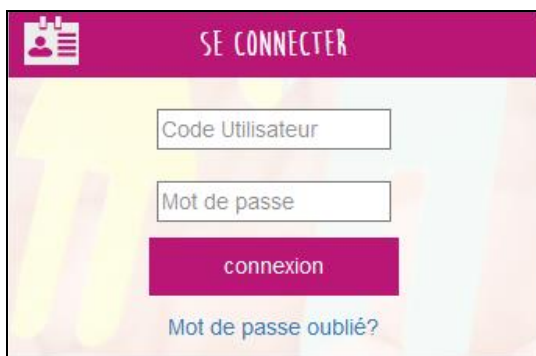 SE CONNECTER
Code Utilisateur
Mot de passe
connexion
Mot de passe oublié?